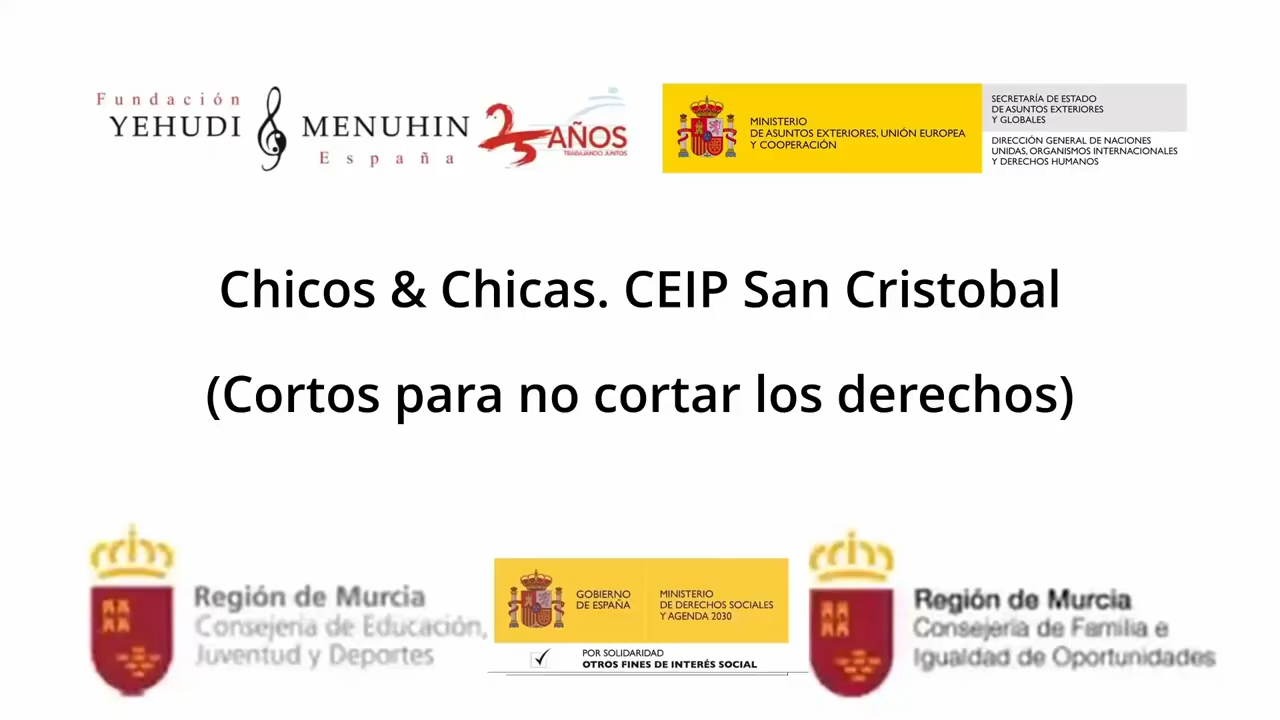 Fundación
YEHUDI MENUHIN
España
25 AÑOS
TRABAJANDO JUNTOS
MINISTERIO
DE ASUNTOS EXTERIORES, UNIÓN EUROPEA
Y COOPERACIÓN
SECRETARÍA DE ESTADO
DE ASUNTOS EXTERIORES
Y GLOBALES
DIRECCIÓN GENERAL DE NACIONES
UNIDAS, ORGANISMOS INTERNACIONALES
Y DERECHOS HUMANOS
Chicos & Chicas. CEIP San Cristobal
(Cortos para no cortar los derechos)
Región de Murcia
Consejería de Educación,
Juventud y Deportes
GOBIERNO
DE ESPAÑA
MINISTERIO
DE DERECHOS SOCIALES
Y AGENDA 2030
POR SOLIDARIDAD
OTROS FINES DE INTERÉS SOCIAL
Región de Murcia
Consejería de Familia e
Igualdad de Oportunidades